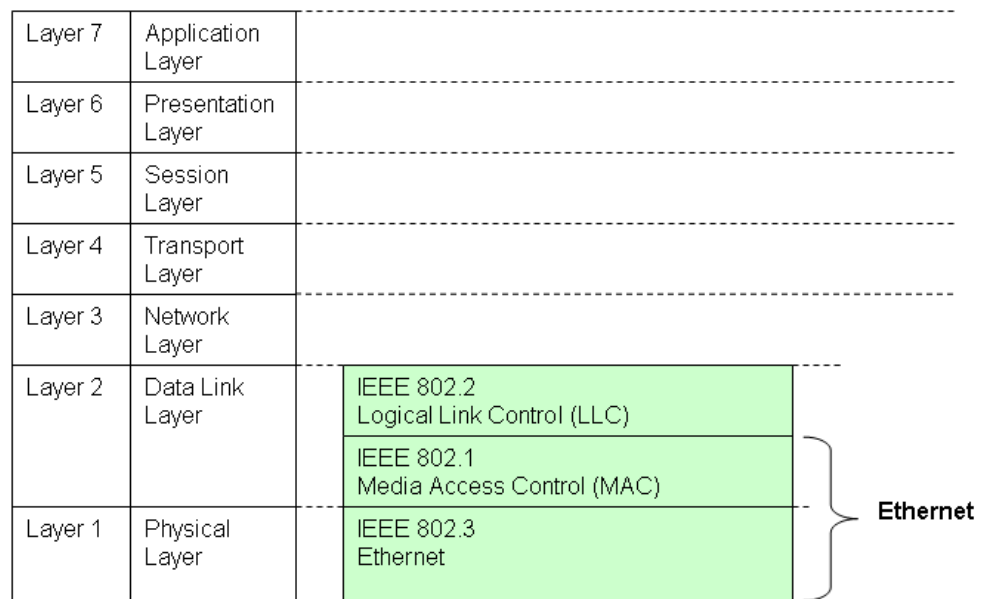 Layer 7
Application
Layer
Layer 6
Presentation
Layer
Layer 5
Session
Layer
Layer 4
Transport
Layer
Layer 3
Network
Layer
Layer 2
Data Link
Layer
IEEE 802.2
Logical Link Control (LLC)
IEEE 802.1
Media Access Control (MAC)
Layer 1
Physical
Layer
IEEE 802.3
Ethernet
Ethernet